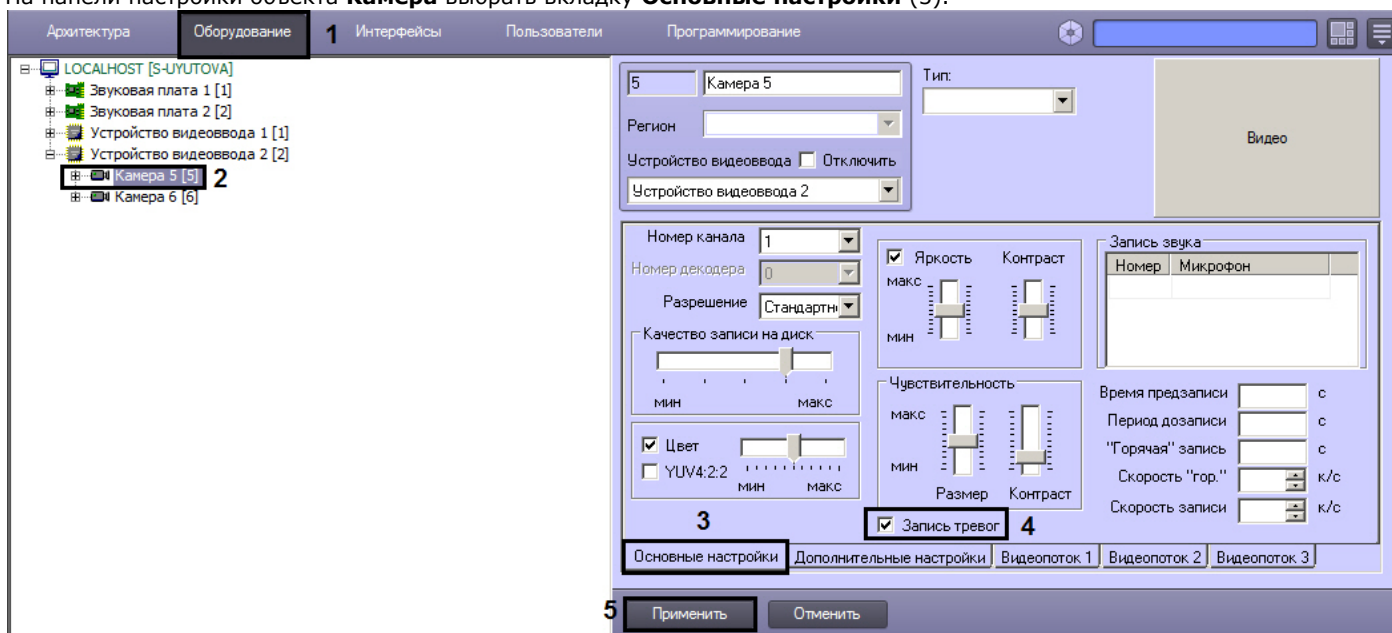 На панели настройки объекта Камера выбрать вкладку Основные настройки (3).
Архитектура Оборудование 1 Интерфейсы Пользователи Программирование
LOCALHOST [S-UYUTOVA]
Звуковая плата 1 [1]
Звуковая плата 2 [2]
Устройство видеоввода 1 [1]
Устройство видеоввода 2 [2]
Камера 5 [5] 2
Камера 6 [6]
5 Камера 5
Тип:
Регион
Устройство видеоввода Отключить
Устройство видеоввода 2
Видео
Номер канала 1
Номер декодера 0
Разрешение Стандартн
Качество записи на диск
мин макс
Цвет
YUV4:2:2
мин макс
3
Яркость Контраст
макс
мин
Чувствительность
макс
мин
Размер Контраст
Запись тревог 4
Запись звука
Номер Микрофон
Время предзаписи с
Период дозаписи с
"Горячая" запись с
Скорость "гор." к/с
Скорость записи к/с
Основные настройки Дополнительные настройки Видеопоток 1 Видеопоток 2 Видеопоток 3
5 Применить Отменить